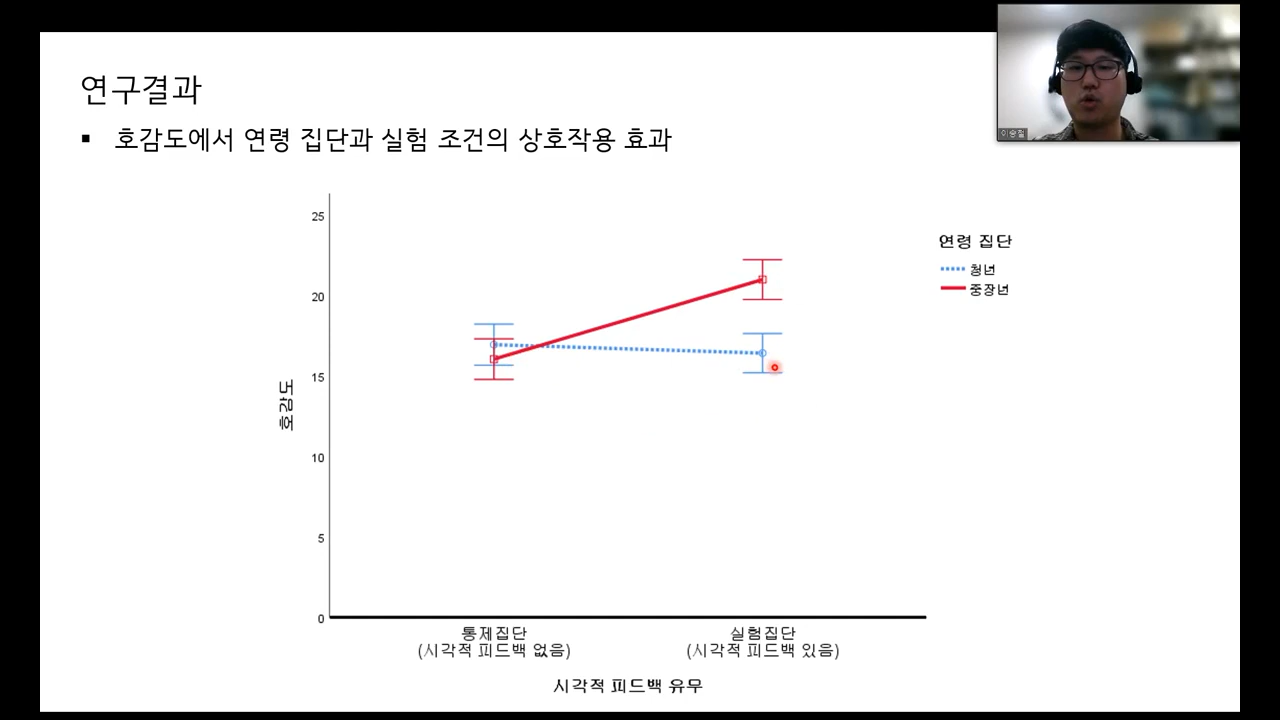 연구결과
▪ 호감도에서 연령 집단과 실험 조건의 상호작용 효과
이승철
25
20
15
10
5
0
호감도
연령 집단
청년
중장년
통제집단
(시각적 피드백 없음)
실험집단
(시각적 피드백 있음)
시각적 피드백 유무